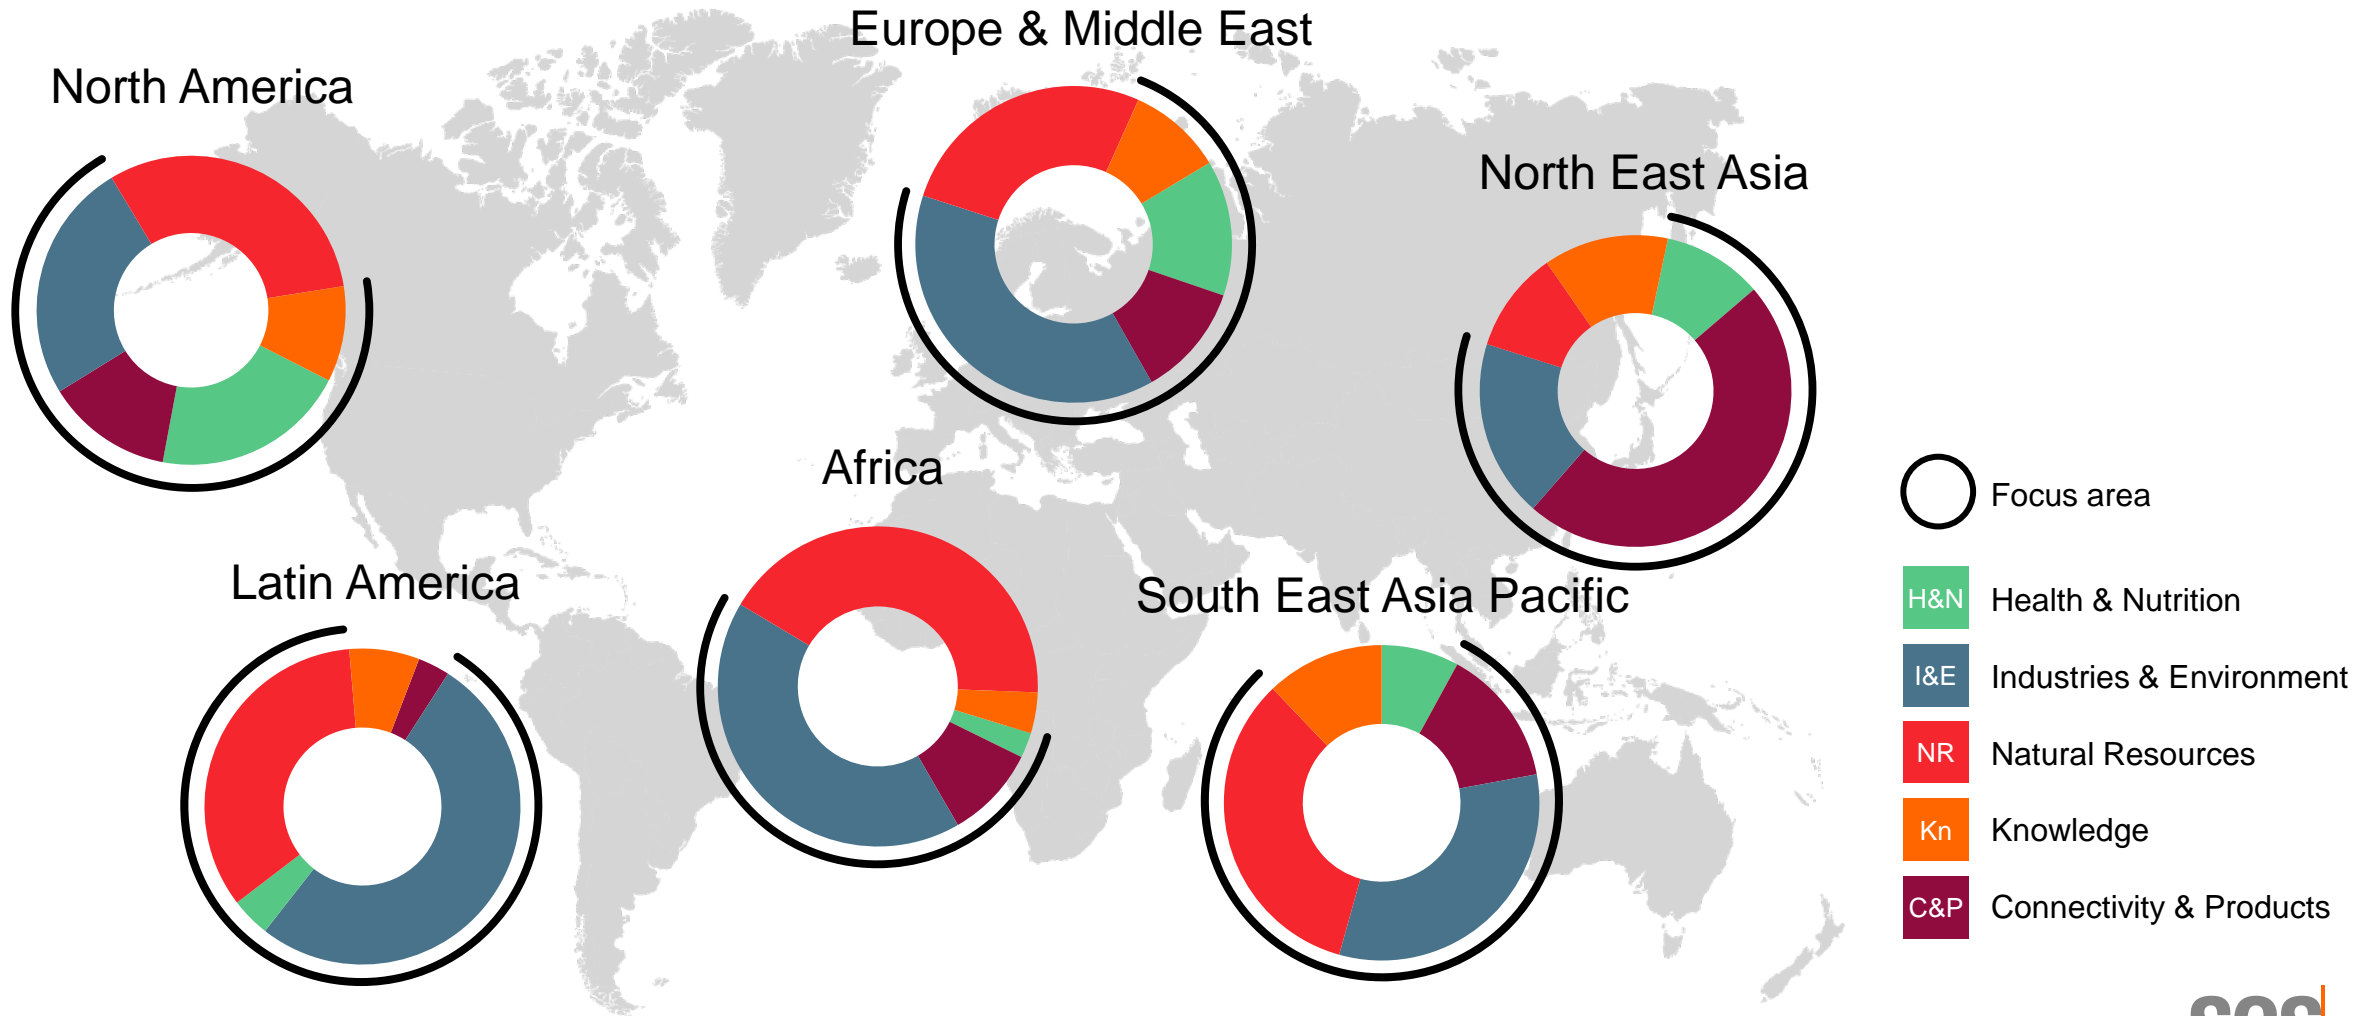 Europe & Middle East
North America
North East Asia
Africa
Focus area
Latin America
South East Asia Pacific
H&N Health & Nutrition
I&E Industries & Environment
NR Natural Resources
Kn Knowledge
C&P Connectivity & Products